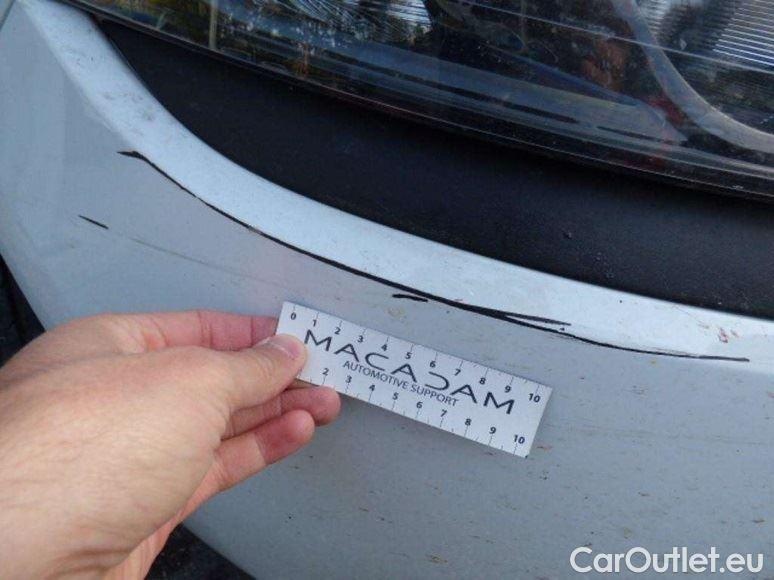 0 1 2 3 4 5 6 7 8 9 10
MACADAM
AUTOMOTIVE SUPPORT
2 3 4 5 6 7 8 9 10
CarOutlet.eu